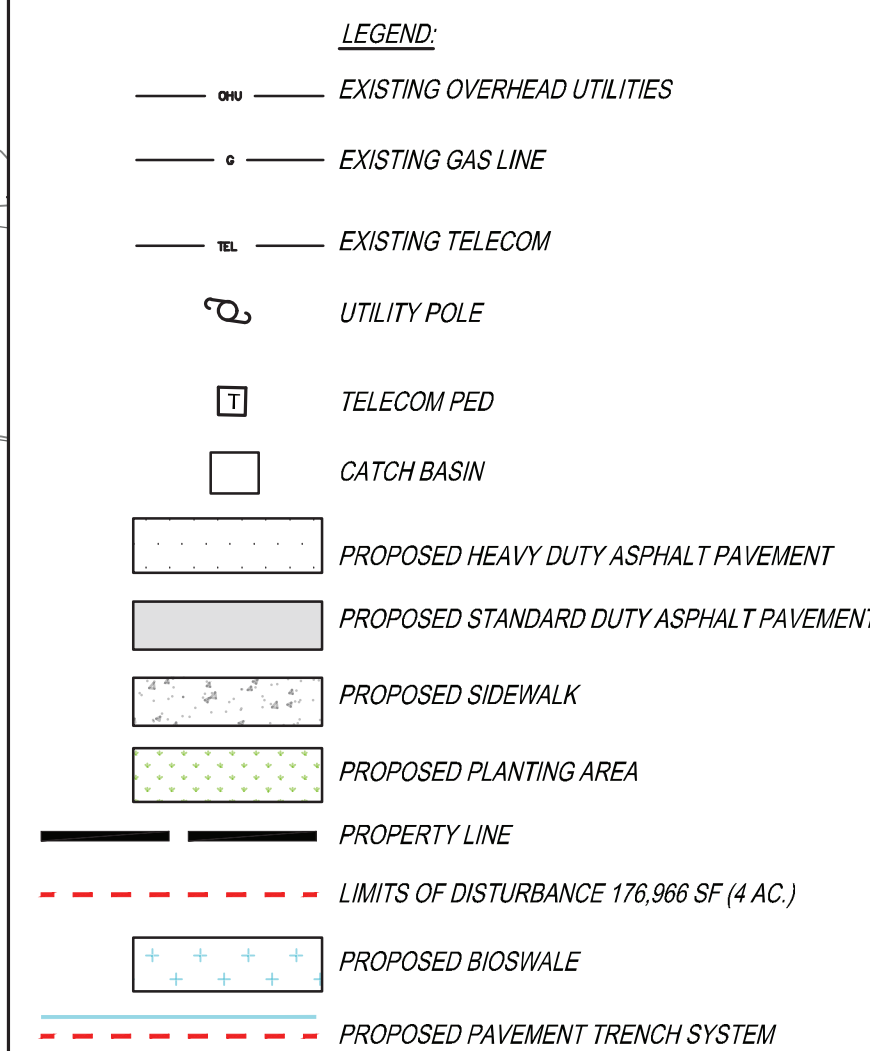 LEGEND:
OHU EXISTING OVERHEAD UTILITIES
G EXISTING GAS LINE
TEL EXISTING TELECOM
UTILITY POLE
T TELECOM PED
CATCH BASIN
PROPOSED HEAVY DUTY ASPHALT PAVEMENT
PROPOSED STANDARD DUTY ASPHALT PAVEMENT
PROPOSED SIDEWALK
PROPOSED PLANTING AREA
PROPERTY LINE
LIMITS OF DISTURBANCE 176,966 SF (4 AC.)
PROPOSED BIOSWALE
PROPOSED PAVEMENT TRENCH SYSTEM